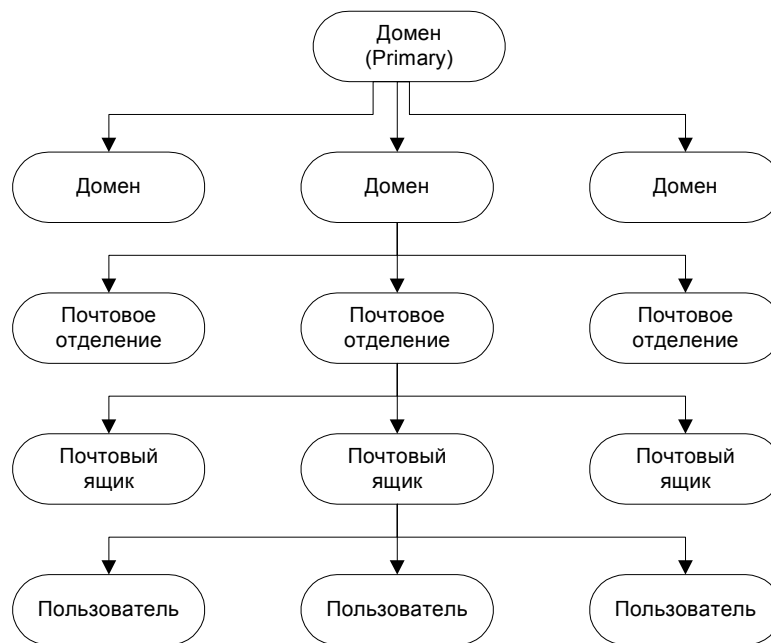 Домен
(Primary)
Домен
Домен
Домен
Почтовое
отделение
Почтовое
отделение
Почтовое
отделение
Почтовый
ящик
Почтовый
ящик
Почтовый
ящик
Пользователь
Пользователь
Пользователь